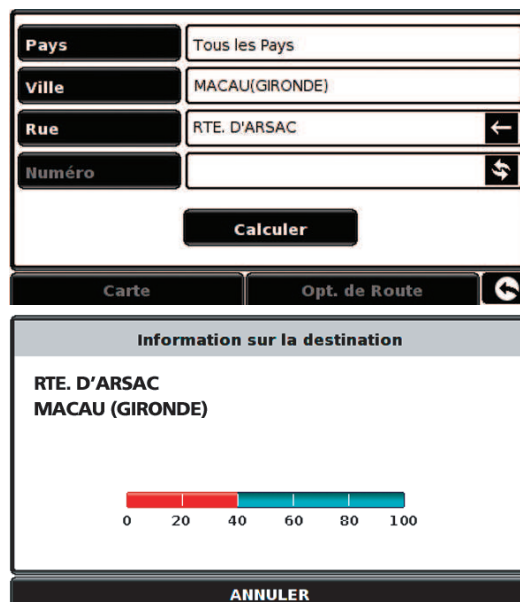 Pays Tous les Pays
Ville MACAU(GIRONDE)
Rue RTE. D'ARSAC
Numéro
Calculer
Carte Opt. de Route
Information sur la destination
RTE. D’ARSAC
MACAU (GIRONDE)
0 20 40 60 80 100
ANNULER